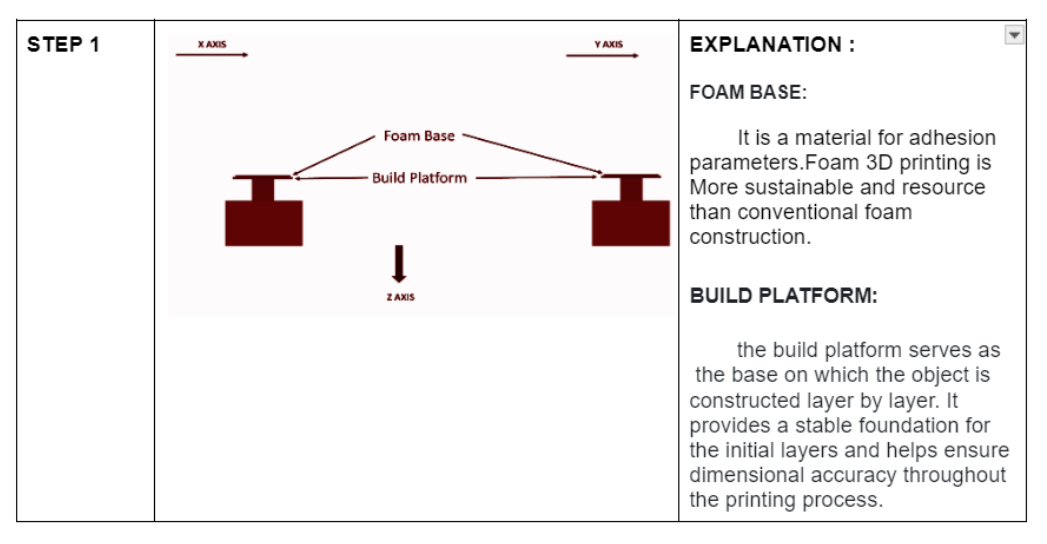 STEP 1
X AXIS
Y AXIS
Foam Base
Build Platform
Z AXIS
EXPLANATION :
FOAM BASE:
It is a material for adhesion
parameters.Foam 3D printing is
More sustainable and resource
than conventional foam
construction.
BUILD PLATFORM:
the build platform serves as
the base on which the object is
constructed layer by layer. It
provides a stable foundation for
the initial layers and helps ensure
dimensional accuracy throughout
the printing process.